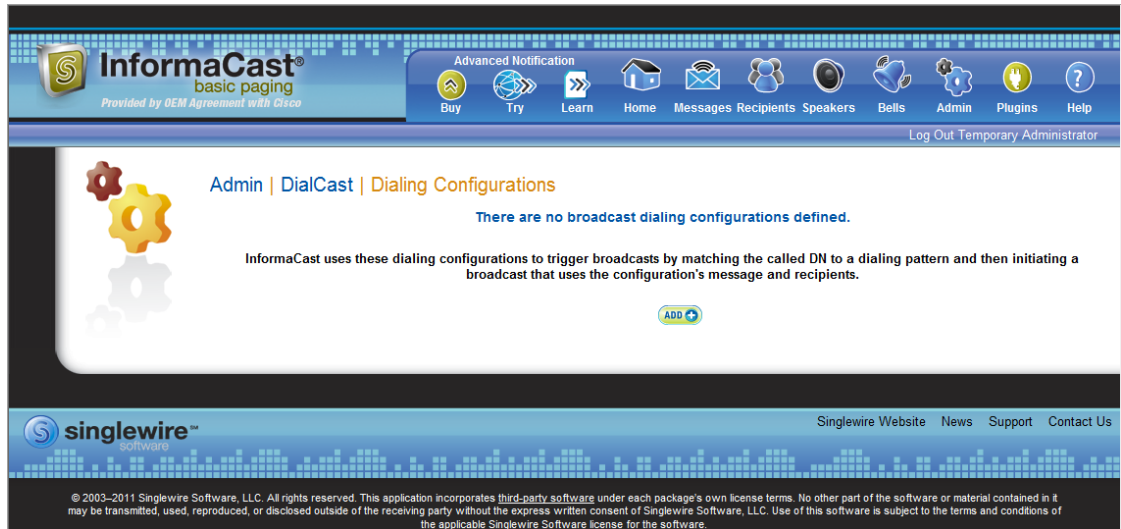 InformaCast®
basic paging
Provided by OEM Agreement with Cisco
Advanced Notification
Buy Try Learn Home Messages Recipients Speakers Bells Admin Plugins Help
Log Out Temporary Administrator
Admin | DialCast | Dialing Configurations
There are no broadcast dialing configurations defined.
InformaCast uses these dialing configurations to trigger broadcasts by matching the called DN to a dialing pattern and then initiating a
broadcast that uses the configuration's message and recipients.
ADD
singlewire℠
software
Singlewire Website News Support Contact Us
© 2003–2011 Singlewire Software, LLC. All rights reserved. This application incorporates third-party software under each package's own license terms. No other part of the software or material contained in it
may be transmitted, used, reproduced, or disclosed outside of the receiving party without the express written consent of Singlewire Software, LLC. Use of this software is subject to the terms and conditions of
the applicable Singlewire Software license for the software.